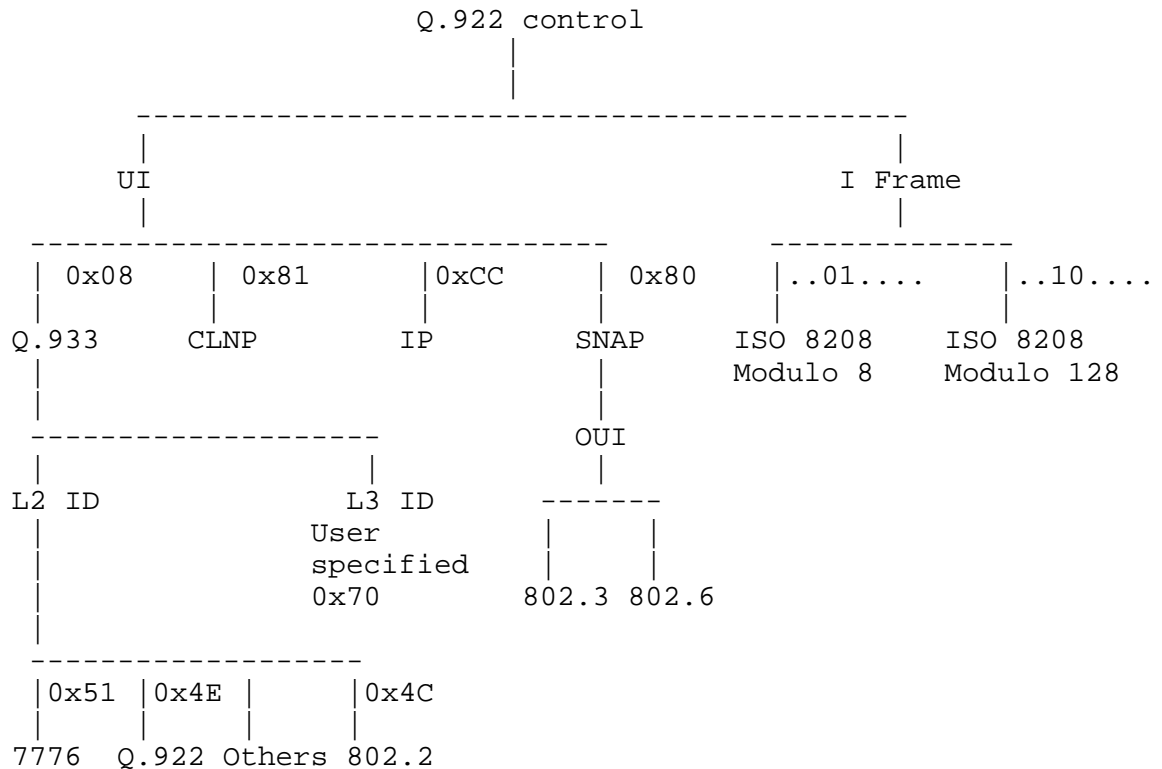 Q.922 control
UI I Frame
0x08 0x81 0xCC 0x80 ..01.... ..10....
Q.933 CLNP IP SNAP ISO 8208 ISO 8208
Modulo 8 Modulo 128
OUI
L2 ID L3 ID
User
specified
0x70 802.3 802.6
0x51 0x4E 0x4C
7776 Q.922 Others 802.2